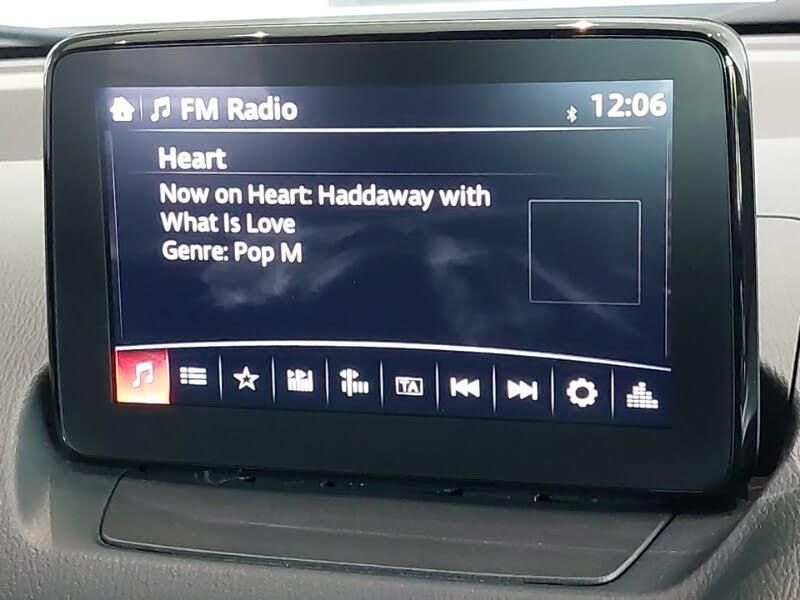 FM Radio
12:06
Heart
Now on Heart: Haddaway with
What Is Love
Genre: Pop M
TA